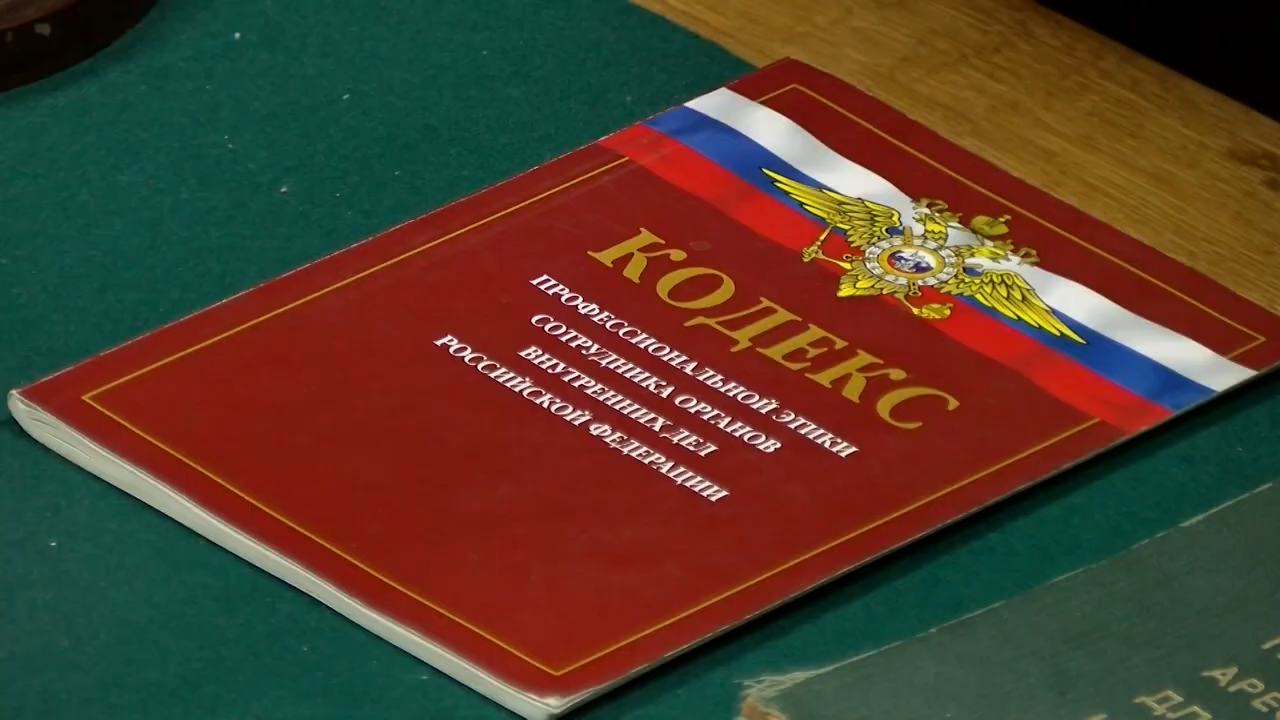 КОДЕКС
ПРОФЕССИОНАЛЬНОЙ ЭТИКИ
СОТРУДНИКА ОРГАНОВ
ВНУТРЕННИХ ДЕЛ
РОССИЙСКОЙ ФЕДЕРАЦИИ